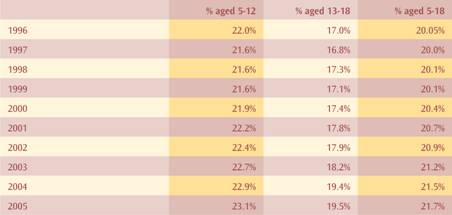 % aged 5-12 % aged 13-18 % aged 5-18
1996 22.0% 17.0% 20.05%
1997 21.6% 16.8% 20.0%
1998 21.6% 17.3% 20.1%
1999 21.6% 17.1% 20.1%
2000 21.9% 17.4% 20.4%
2001 22.2% 17.8% 20.7%
2002 22.4% 17.9% 20.9%
2003 22.7% 18.2% 21.2%
2004 22.9% 19.4% 21.5%
2005 23.1% 19.5% 21.7%